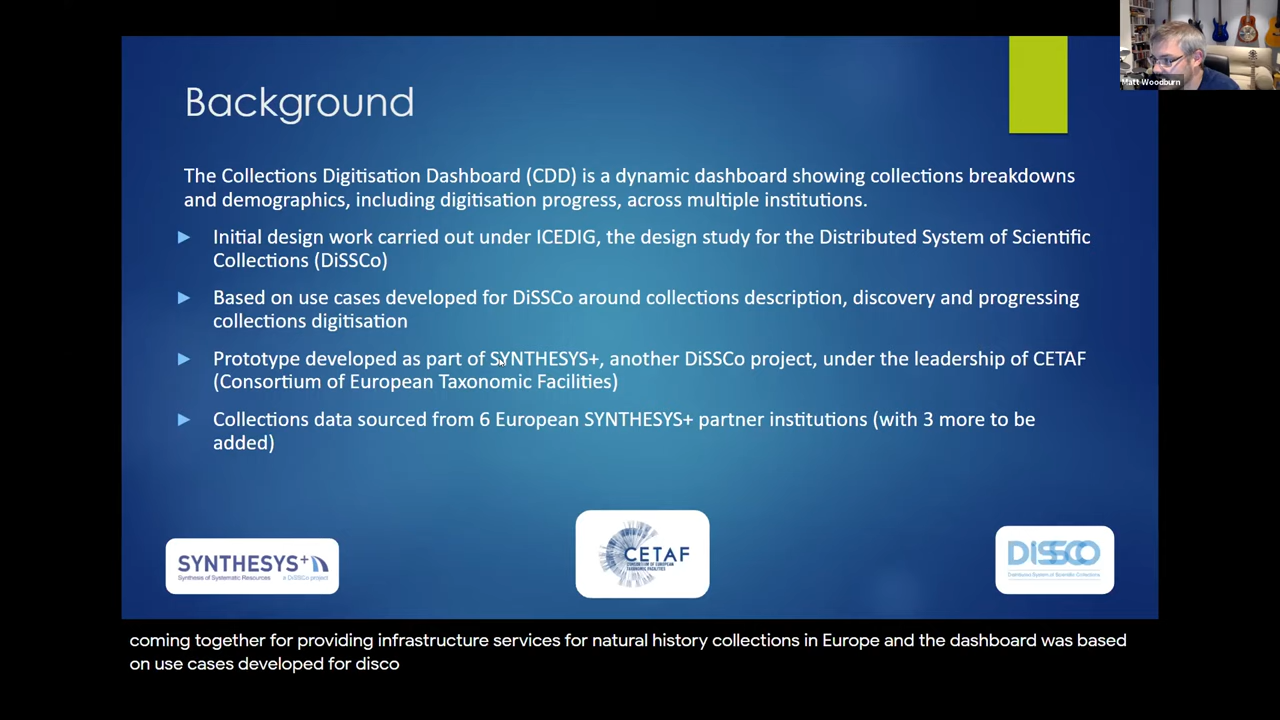 Matt Woodburn
Background
The Collections Digitisation Dashboard (CDD) is a dynamic dashboard showing collections breakdowns
and demographics, including digitisation progress, across multiple institutions.
Initial design work carried out under ICEDIG, the design study for the Distributed System of Scientific
Collections (DiSSCo)
Based on use cases developed for DiSSCo around collections description, discovery and progressing
collections digitisation
Prototype developed as part of SYNTHESYS+, another DiSSCo project, under the leadership of CETAF
(Consortium of European Taxonomic Facilities)
Collections data sourced from 6 European SYNTHESYS+ partner institutions (with 3 more to be
added)
SYNTHESYS+
Synthesis of Systematic Resources a DiSSCo project
CETAF
CONSORTIUM OF EUROPEAN
TAXONOMIC FACILITIES
DiSSCo
Distributed System of Scientific Collections
coming together for providing infrastructure services for natural history collections in Europe and the dashboard was based
on use cases developed for disco